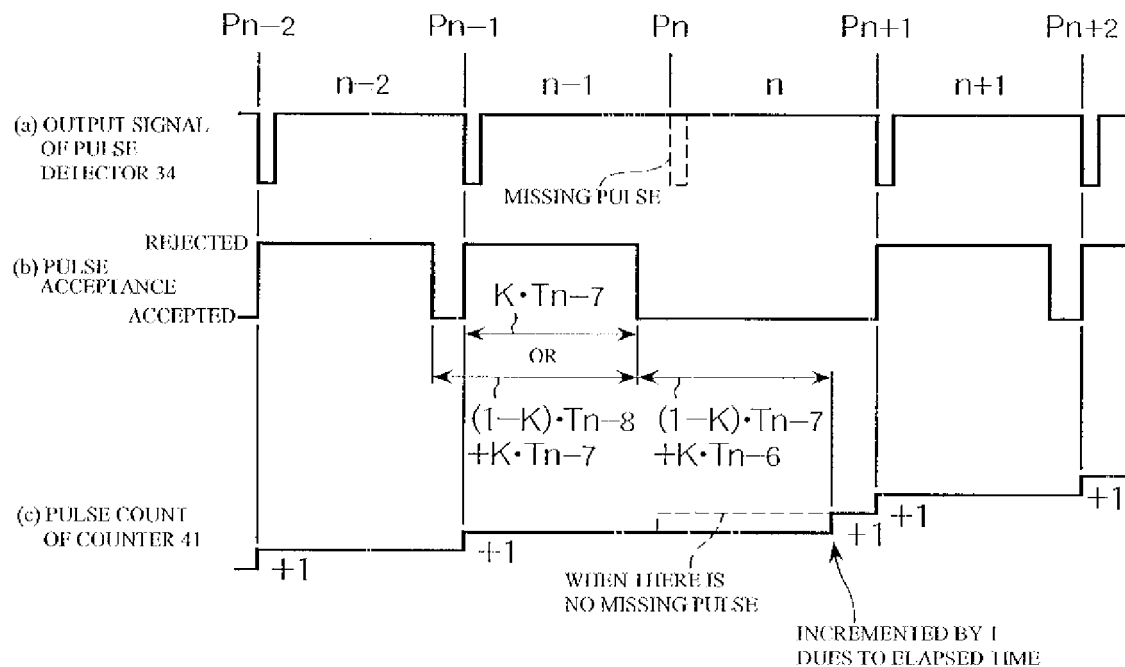 Pn−2 Pn−1 Pn Pn+1 Pn+2
n−2 n−1 n n+1
(a) OUTPUT SIGNAL
OF PULSE
DETECTOR 34
MISSING PULSE
REJECTED
(b) PULSE
ACCEPTANCE
ACCEPTED
K•Tn−7
OR
(1−K)•Tn−8
+K•Tn−7
(1−K)•Tn−7
+K•Tn−6
(c) PULSE COUNT
OF COUNTER 41
+1 +1 +1 +1 +1
WHEN THERE IS
NO MISSING PULSE
INCREMENTED BY 1
DUES TO ELAPSED TIME